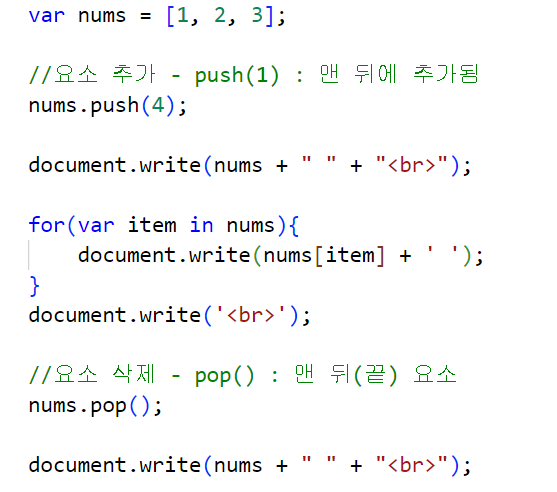 var nums = [1, 2, 3];
//요소 추가 - push(1) : 맨 뒤에 추가됨
nums.push(4);
document.write(nums + " " + "<br>");
for(var item in nums){
    document.write(nums[item] + ' ');
}
document.write('<br>');
//요소 삭제 - pop() : 맨 뒤(끝) 요소
nums.pop();
document.write(nums + " " + "<br>");